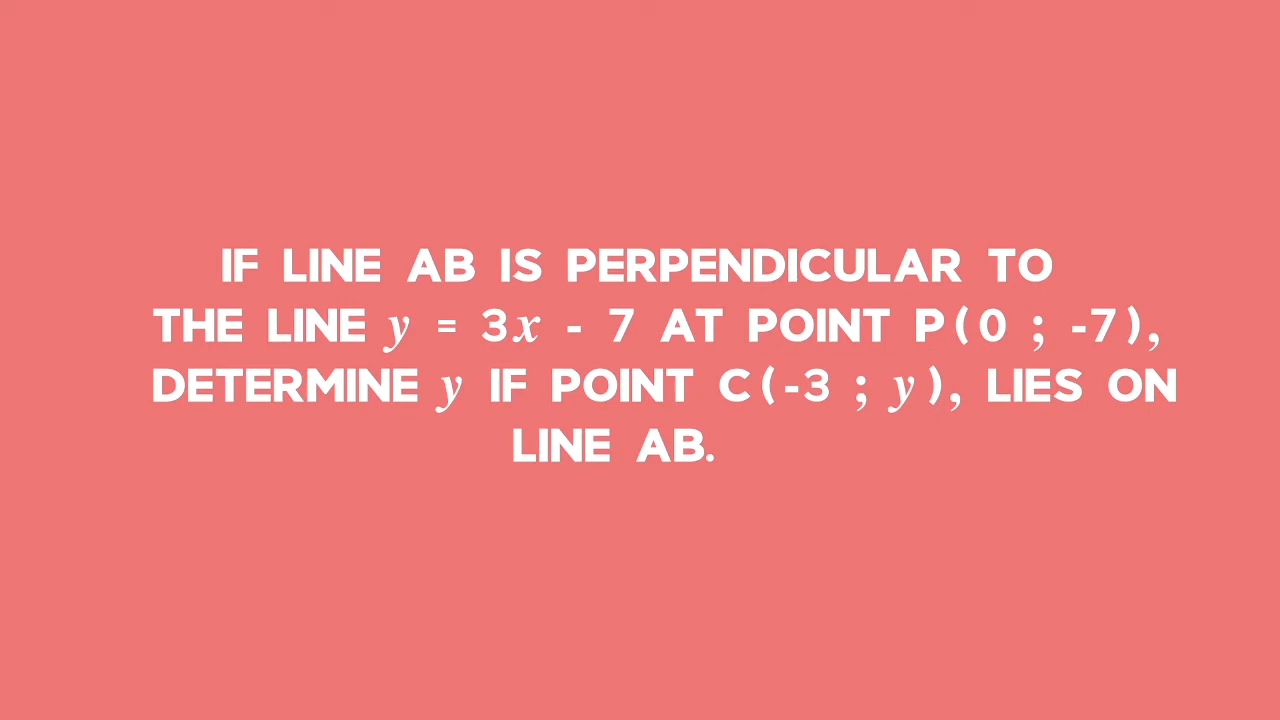 IF LINE AB IS PERPENDICULAR TO
THE LINE y = 3x - 7 AT POINT P(0 ; -7),
DETERMINE y IF POINT C(-3 ; y), LIES ON
LINE AB.